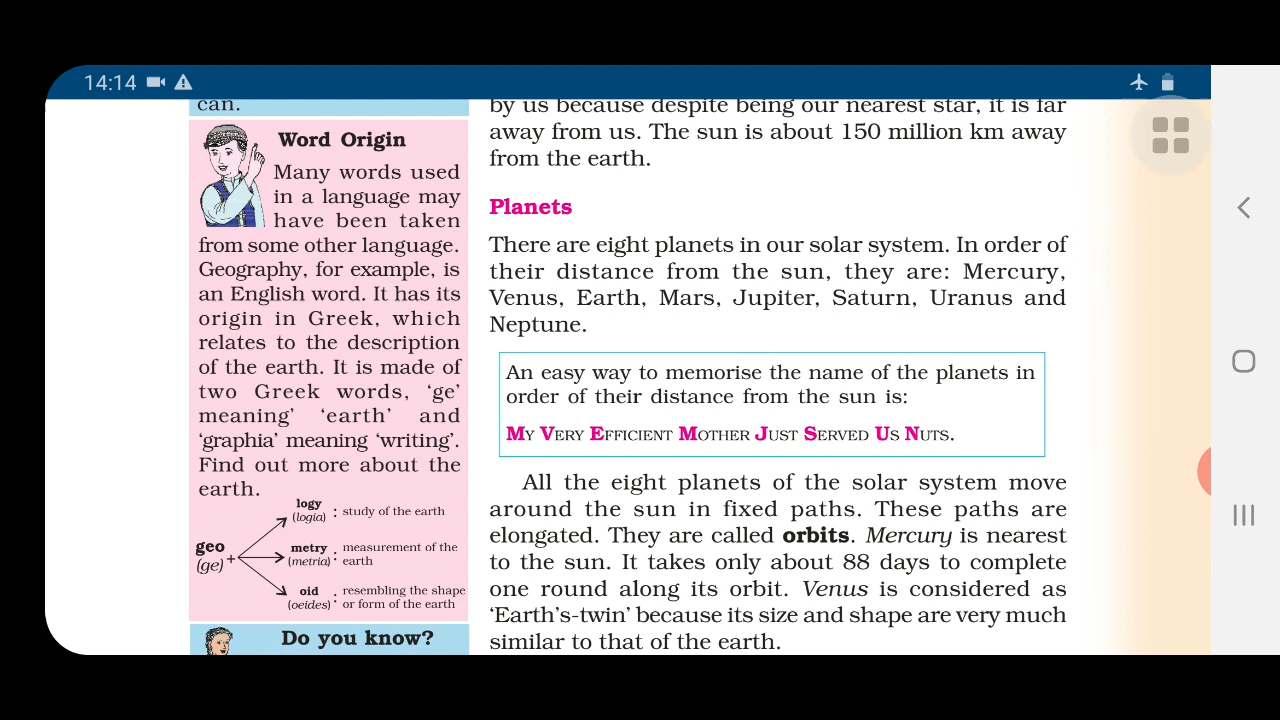 14:14
can.
Word Origin
Many words used
in a language may
have been taken
from some other language.
Geography, for example, is
an English word. It has its
origin in Greek, which
relates to the description
of the earth. It is made of
two Greek words, ‘ge’
meaning’ ‘earth’ and
‘graphia’ meaning ‘writing’.
Find out more about the
earth.
geo
(ge)
+
logy
(logia) : study of the earth
metry
(metria) : measurement of the
earth
oid
(oeides) : resembling the shape
or form of the earth
Do you know?
by us because despite being our nearest star, it is far
away from us. The sun is about 150 million km away
from the earth.
Planets
There are eight planets in our solar system. In order of
their distance from the sun, they are: Mercury,
Venus, Earth, Mars, Jupiter, Saturn, Uranus and
Neptune.
An easy way to memorise the name of the planets in
order of their distance from the sun is:
MY VERY EFFICIENT MOTHER JUST SERVED US NUTS.
All the eight planets of the solar system move
around the sun in fixed paths. These paths are
elongated. They are called orbits. Mercury is nearest
to the sun. It takes only about 88 days to complete
one round along its orbit. Venus is considered as
‘Earth’s-twin’ because its size and shape are very much
similar to that of the earth.